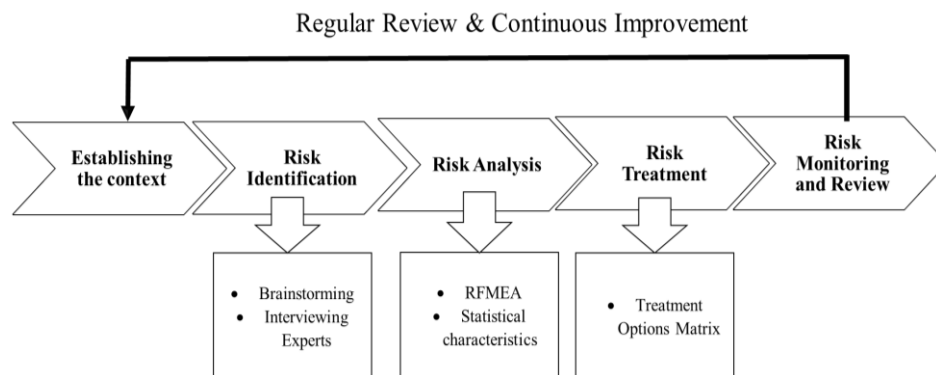 Regular Review & Continuous Improvement
Establishing
the context
Risk
Identification
Risk Analysis
Risk
Treatment
Risk
Monitoring
and Review
• Brainstorming
• Interviewing
Experts
• RFMEA
• Statistical
characteristics
• Treatment
Options Matrix